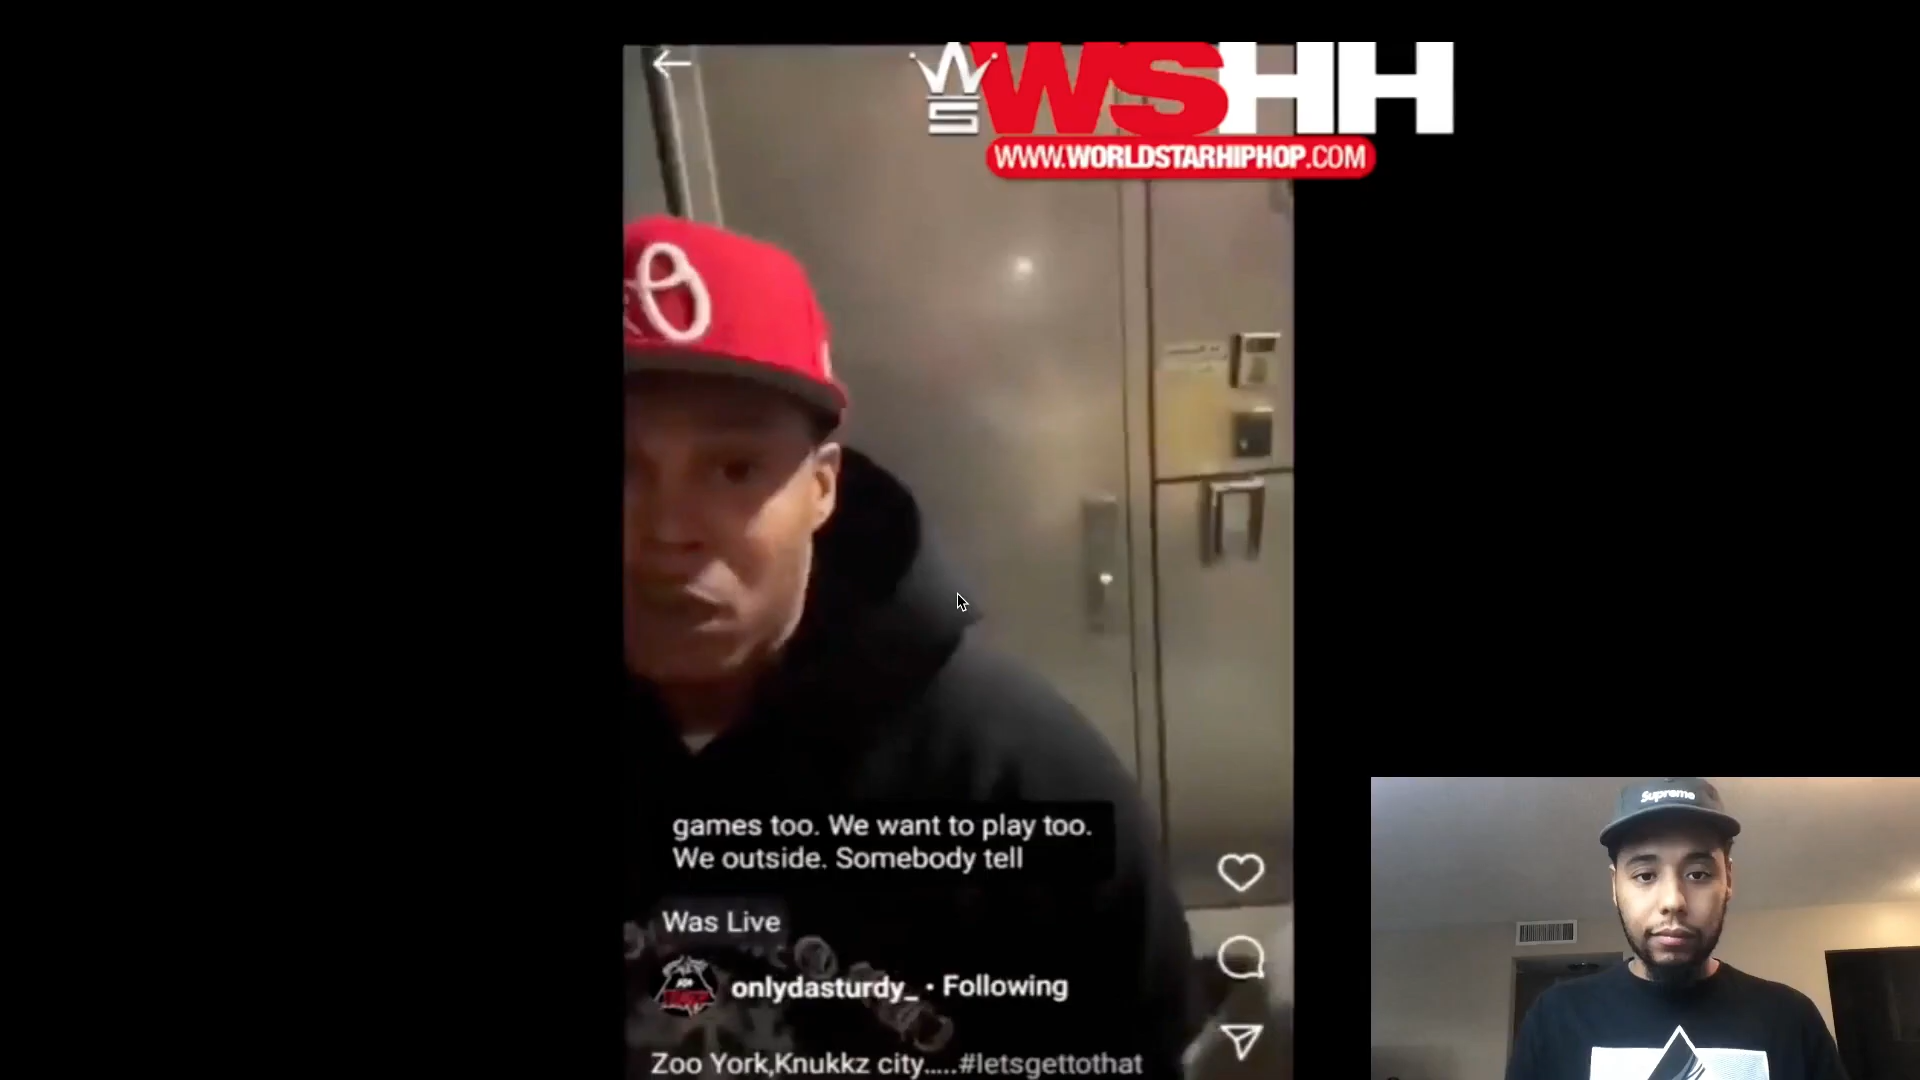 WS
WSHH
WWW.WORLDSTARHIPHOP.COM
O
games too. We want to play too.
We outside. Somebody tell
Was Live
onlydasturdy_ · Following
Zoo York,Knukkz city.....#letsgettothat
Supreme